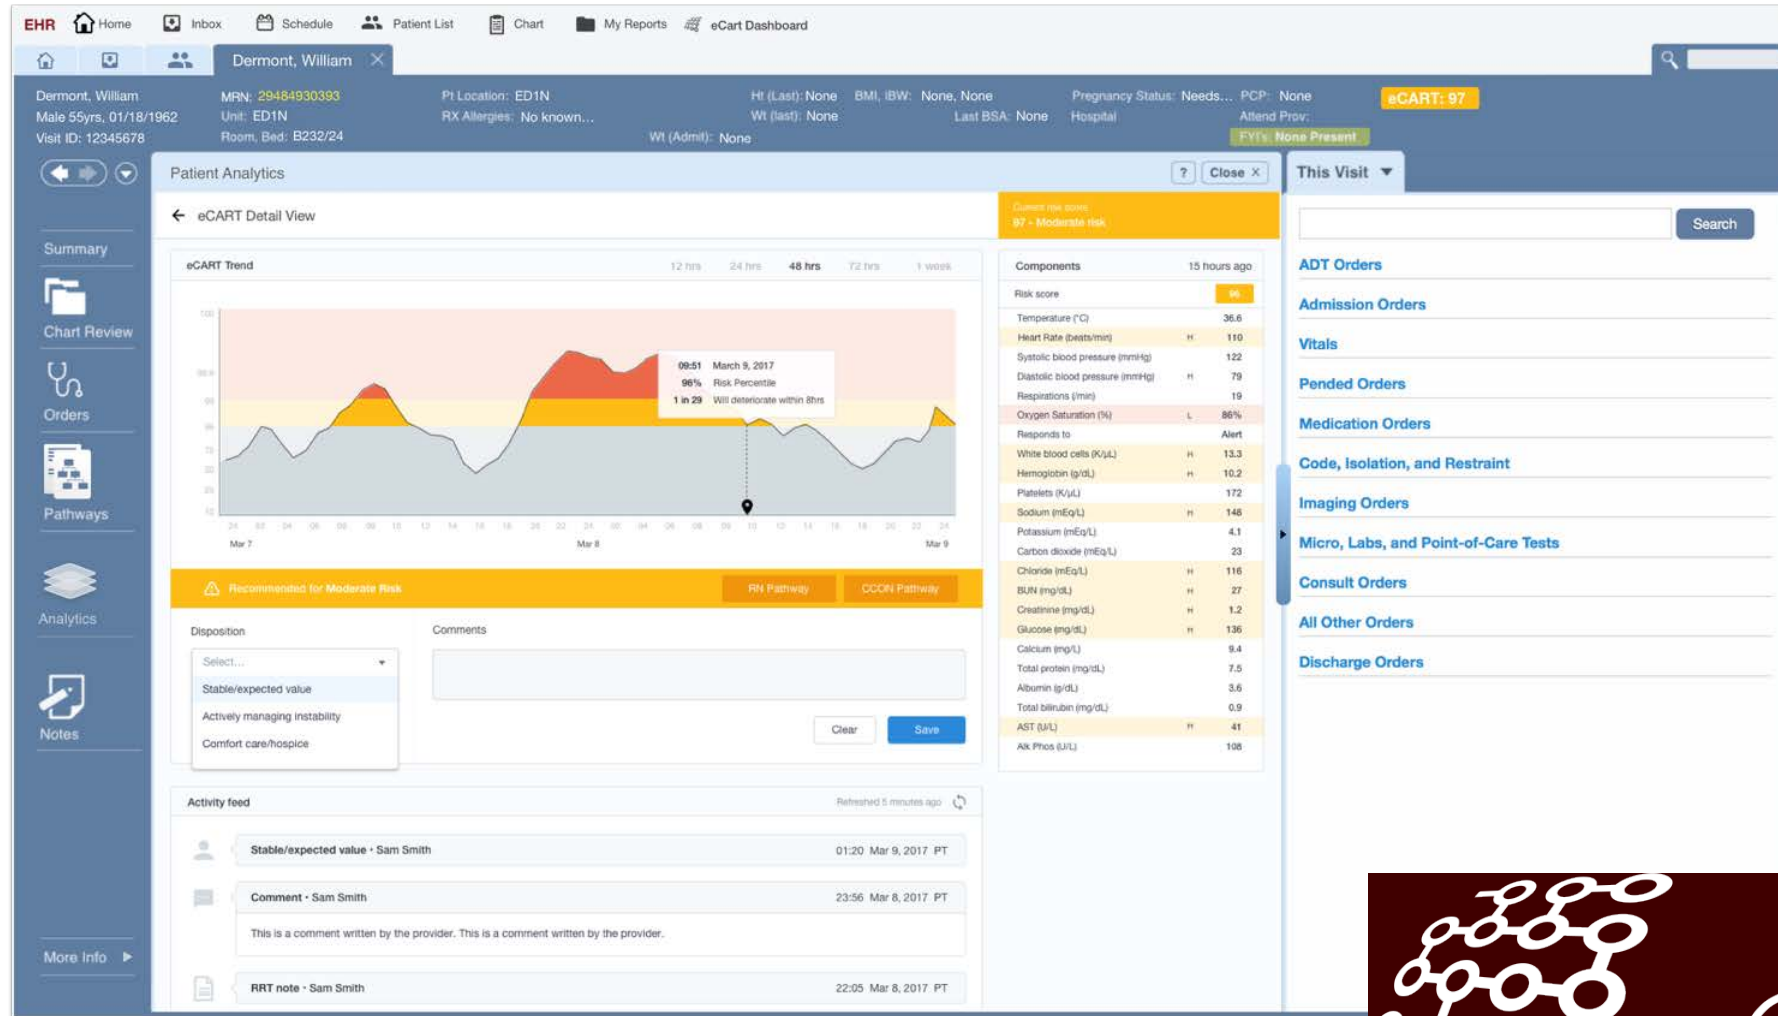 EHR Home Inbox Schedule Patient List Chart My Reports eCart Dashboard
Dermont, William
Dermont, William MRN: 29484930393 Pt Location: ED1N Ht (Last): None BMI, IBW: None, None Pregnancy Status: Needs... PCP: None eCART: 97
Male 55yrs, 01/18/1962 Unit: ED1N RX Allergies: No known... Wt (last): None Last BSA: None Hospital Attend Prov:
Visit ID: 12345678 Room, Bed: B232/24 Wt (Admit): None FYI's: None Present
Patient Analytics ? Close ×
This Visit
eCART Detail View
Current risk score
97 - Moderate risk
Search
Summary
Chart Review
Orders
Pathways
Analytics
Notes
More Info
eCART Trend 12 hrs 24 hrs 48 hrs 72 hrs 1 week
100
99
96
09:51 March 9, 2017
96% Risk Percentile
1 in 29 Will deteriorate within 8hrs
Mar 7 Mar 8 Mar 9
Recommended for Moderate Risk RN Pathway CCON Pathway
Disposition Comments
Select...
Stable/expected value
Actively managing instability
Comfort care/hospice
Clear Save
Activity feed Refreshed 5 minutes ago
Stable/expected value • Sam Smith 01:20 Mar 9, 2017 PT
Comment • Sam Smith 23:56 Mar 8, 2017 PT
This is a comment written by the provider. This is a comment written by the provider.
RRT note • Sam Smith 22:05 Mar 8, 2017 PT
Components 15 hours ago
Risk score 96
Temperature (°C) 36.6
Heart Rate (beats/min) H 110
Systolic blood pressure (mmHg) 122
Diastolic blood pressure (mmHg) H 79
Respirations (/min) 19
Oxygen Saturation (%) L 86%
Responds to Alert
White blood cells (K/µL) H 13.3
Hemoglobin (g/dL) H 10.2
Platelets (K/µL) 172
Sodium (mEq/L) H 146
Potassium (mEq/L) 4.1
Carbon dioxide (mEq/L) 23
Chloride (mEq/L) H 116
BUN (mg/dL) H 27
Creatinine (mg/dL) H 1.2
Glucose (mg/dL) H 136
Calcium (mg/L) 9.4
Total protein (mg/dL) 7.5
Albumin (g/dL) 3.6
Total bilirubin (mg/dL) 0.9
AST (U/L) H 41
Alk Phos (U/L) 108
ADT Orders
Admission Orders
Vitals
Pended Orders
Medication Orders
Code, Isolation, and Restraint
Imaging Orders
Micro, Labs, and Point-of-Care Tests
Consult Orders
All Other Orders
Discharge Orders